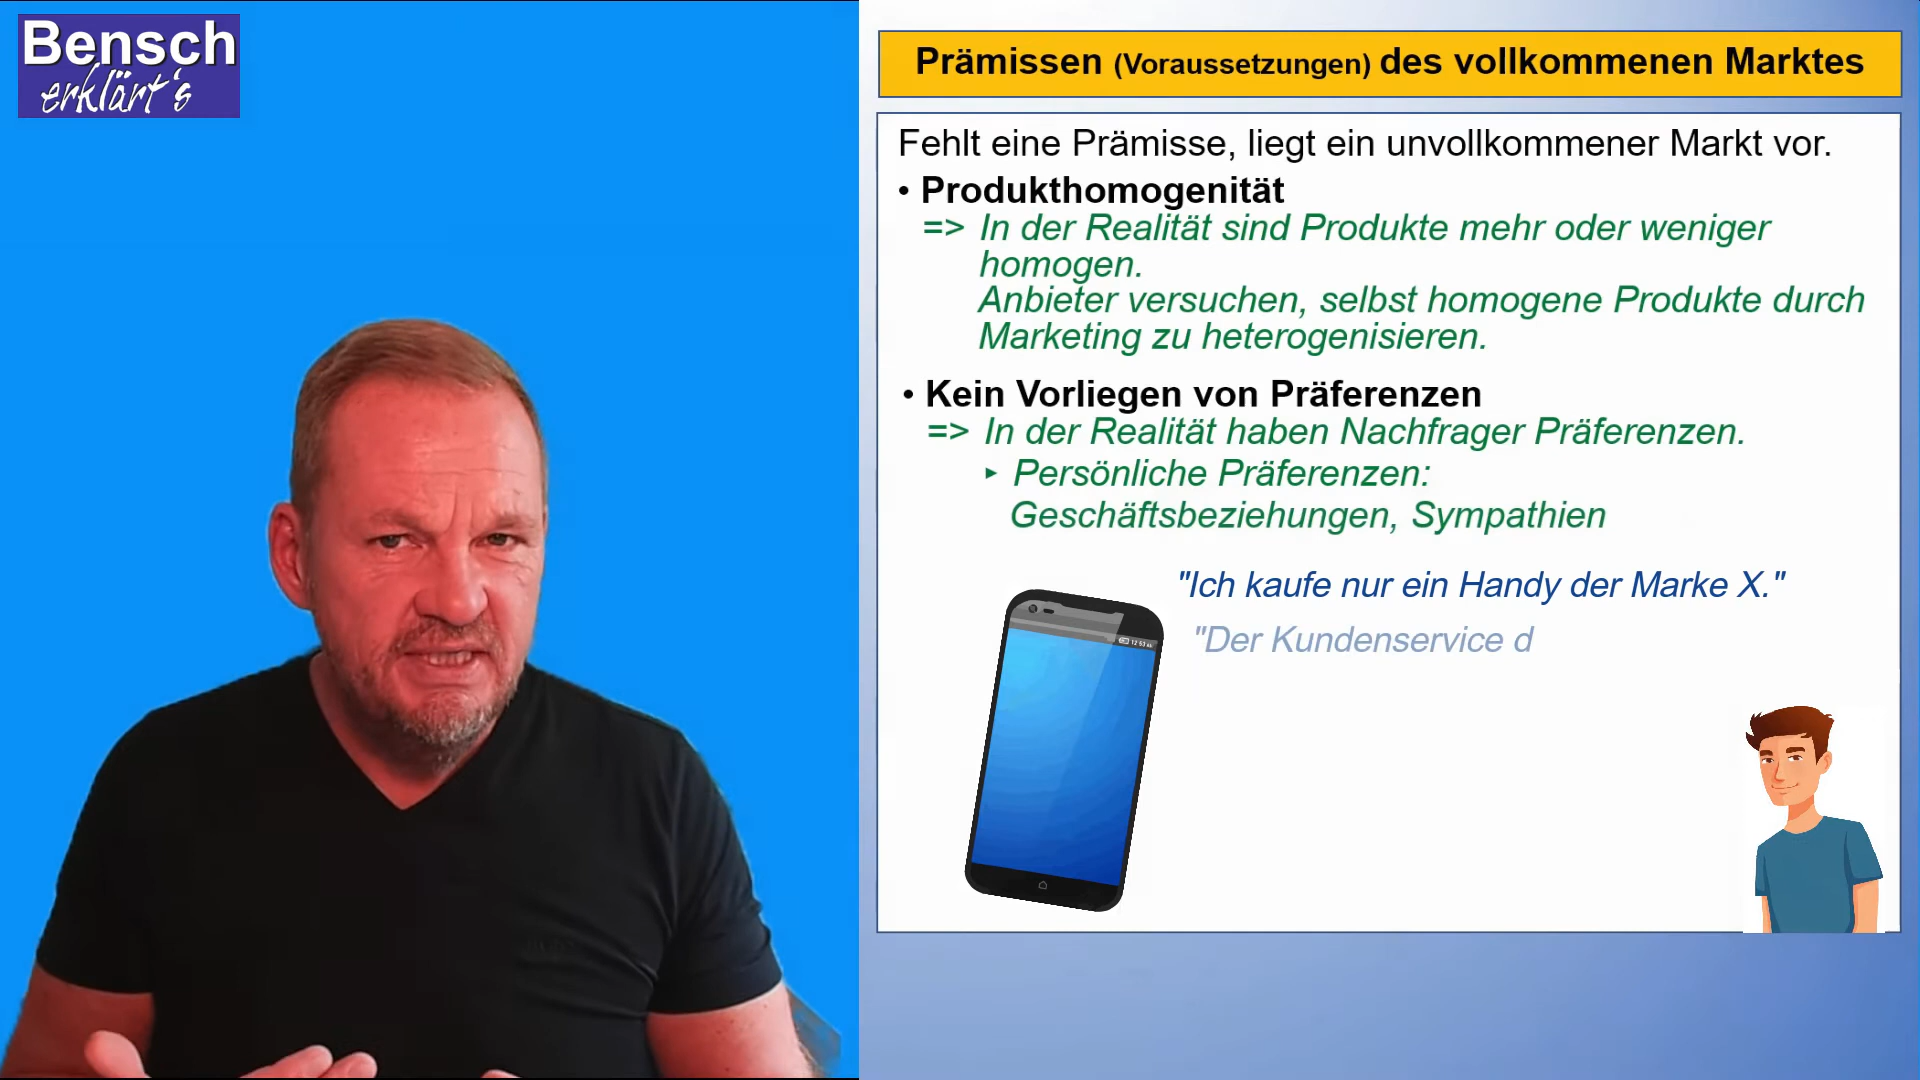 Bensch
erklärt's
Prämissen (Voraussetzungen) des vollkommenen Marktes
Fehlt eine Prämisse, liegt ein unvollkommener Markt vor.
• Produkthomogenität
=> In der Realität sind Produkte mehr oder weniger
homogen.
Anbieter versuchen, selbst homogene Produkte durch
Marketing zu heterogenisieren.
• Kein Vorliegen von Präferenzen
=> In der Realität haben Nachfrager Präferenzen.
▸ Persönliche Präferenzen:
Geschäftsbeziehungen, Sympathien
"Ich kaufe nur ein Handy der Marke X."
"Der Kundenservice d